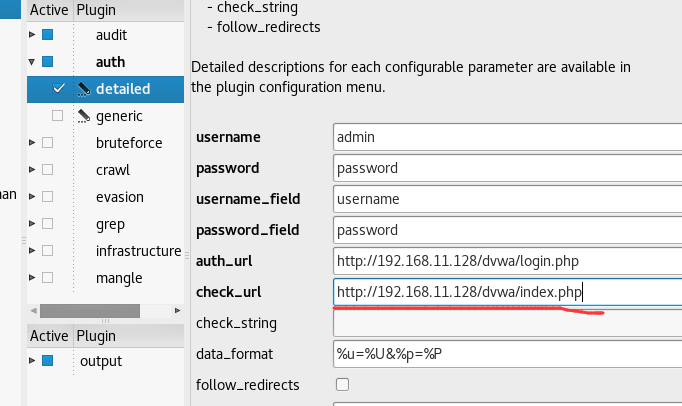 Active Plugin
audit
auth
detailed
generic
bruteforce
crawl
evasion
grep
infrastructure
mangle
Active Plugin
output
- check_string
- follow_redirects
Detailed descriptions for each configurable parameter are available in
the plugin configuration menu.
username admin
password password
username_field username
password_field password
auth_url http://192.168.11.128/dvwa/login.php
check_url http://192.168.11.128/dvwa/index.php
check_string
data_format %u=%U&%p=%P
follow_redirects